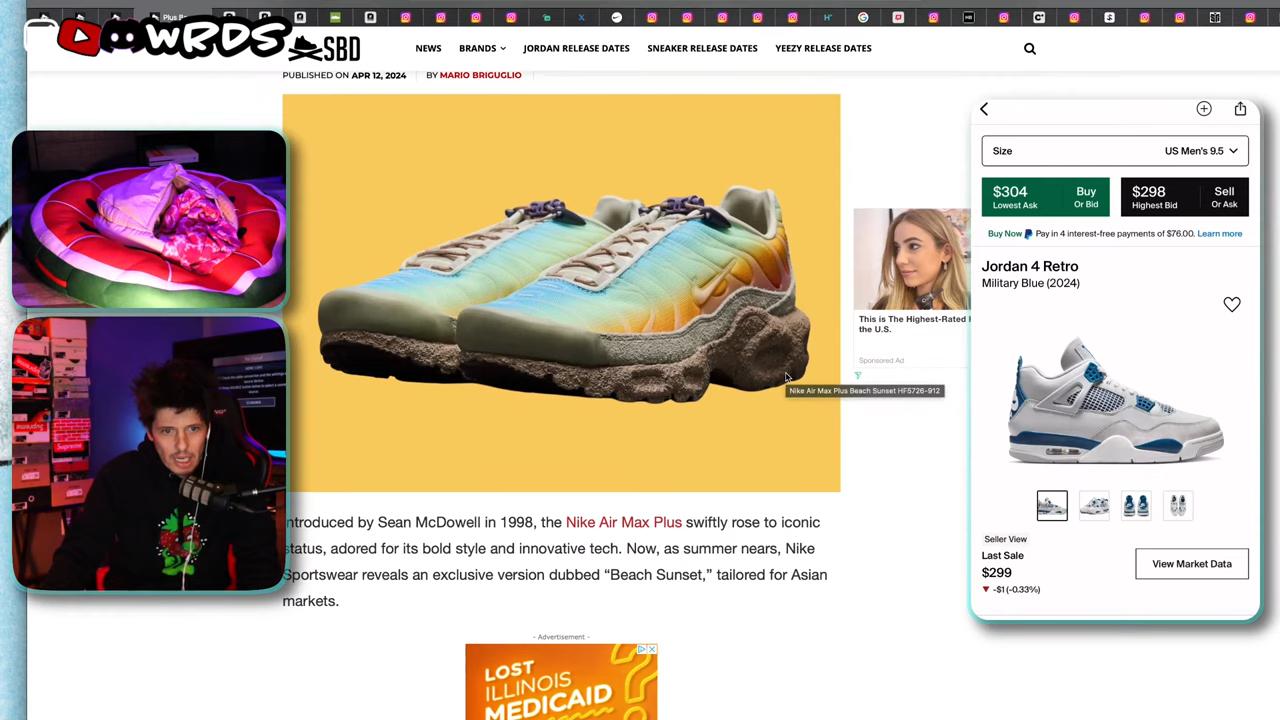 WRDS
SBD
NEWS
BRANDS
JORDAN RELEASE DATES
SNEAKER RELEASE DATES
YEEZY RELEASE DATES
PUBLISHED ON APR 12, 2024
BY MARIO BRIGUGLIO
Nike Air Max Plus Beach Sunset HF5726-912
This is The Highest-Rated
the U.S.
Sponsored Ad
ntroduced by Sean McDowell in 1998, the Nike Air Max Plus swiftly rose to iconic
status, adored for its bold style and innovative tech. Now, as summer nears, Nike
Sportswear reveals an exclusive version dubbed “Beach Sunset,” tailored for Asian
markets.
- Advertisement -
LOST
ILLINOIS
MEDICAID
Size
US Men's 9.5
$304
Lowest Ask
Buy
Or Bid
$298
Highest Bid
Sell
Or Ask
Buy Now
Pay in 4 interest-free payments of $76.00. Learn more
Jordan 4 Retro
Military Blue (2024)
Seller View
Last Sale
$299
-$1 (-0.33%)
View Market Data
Supreme